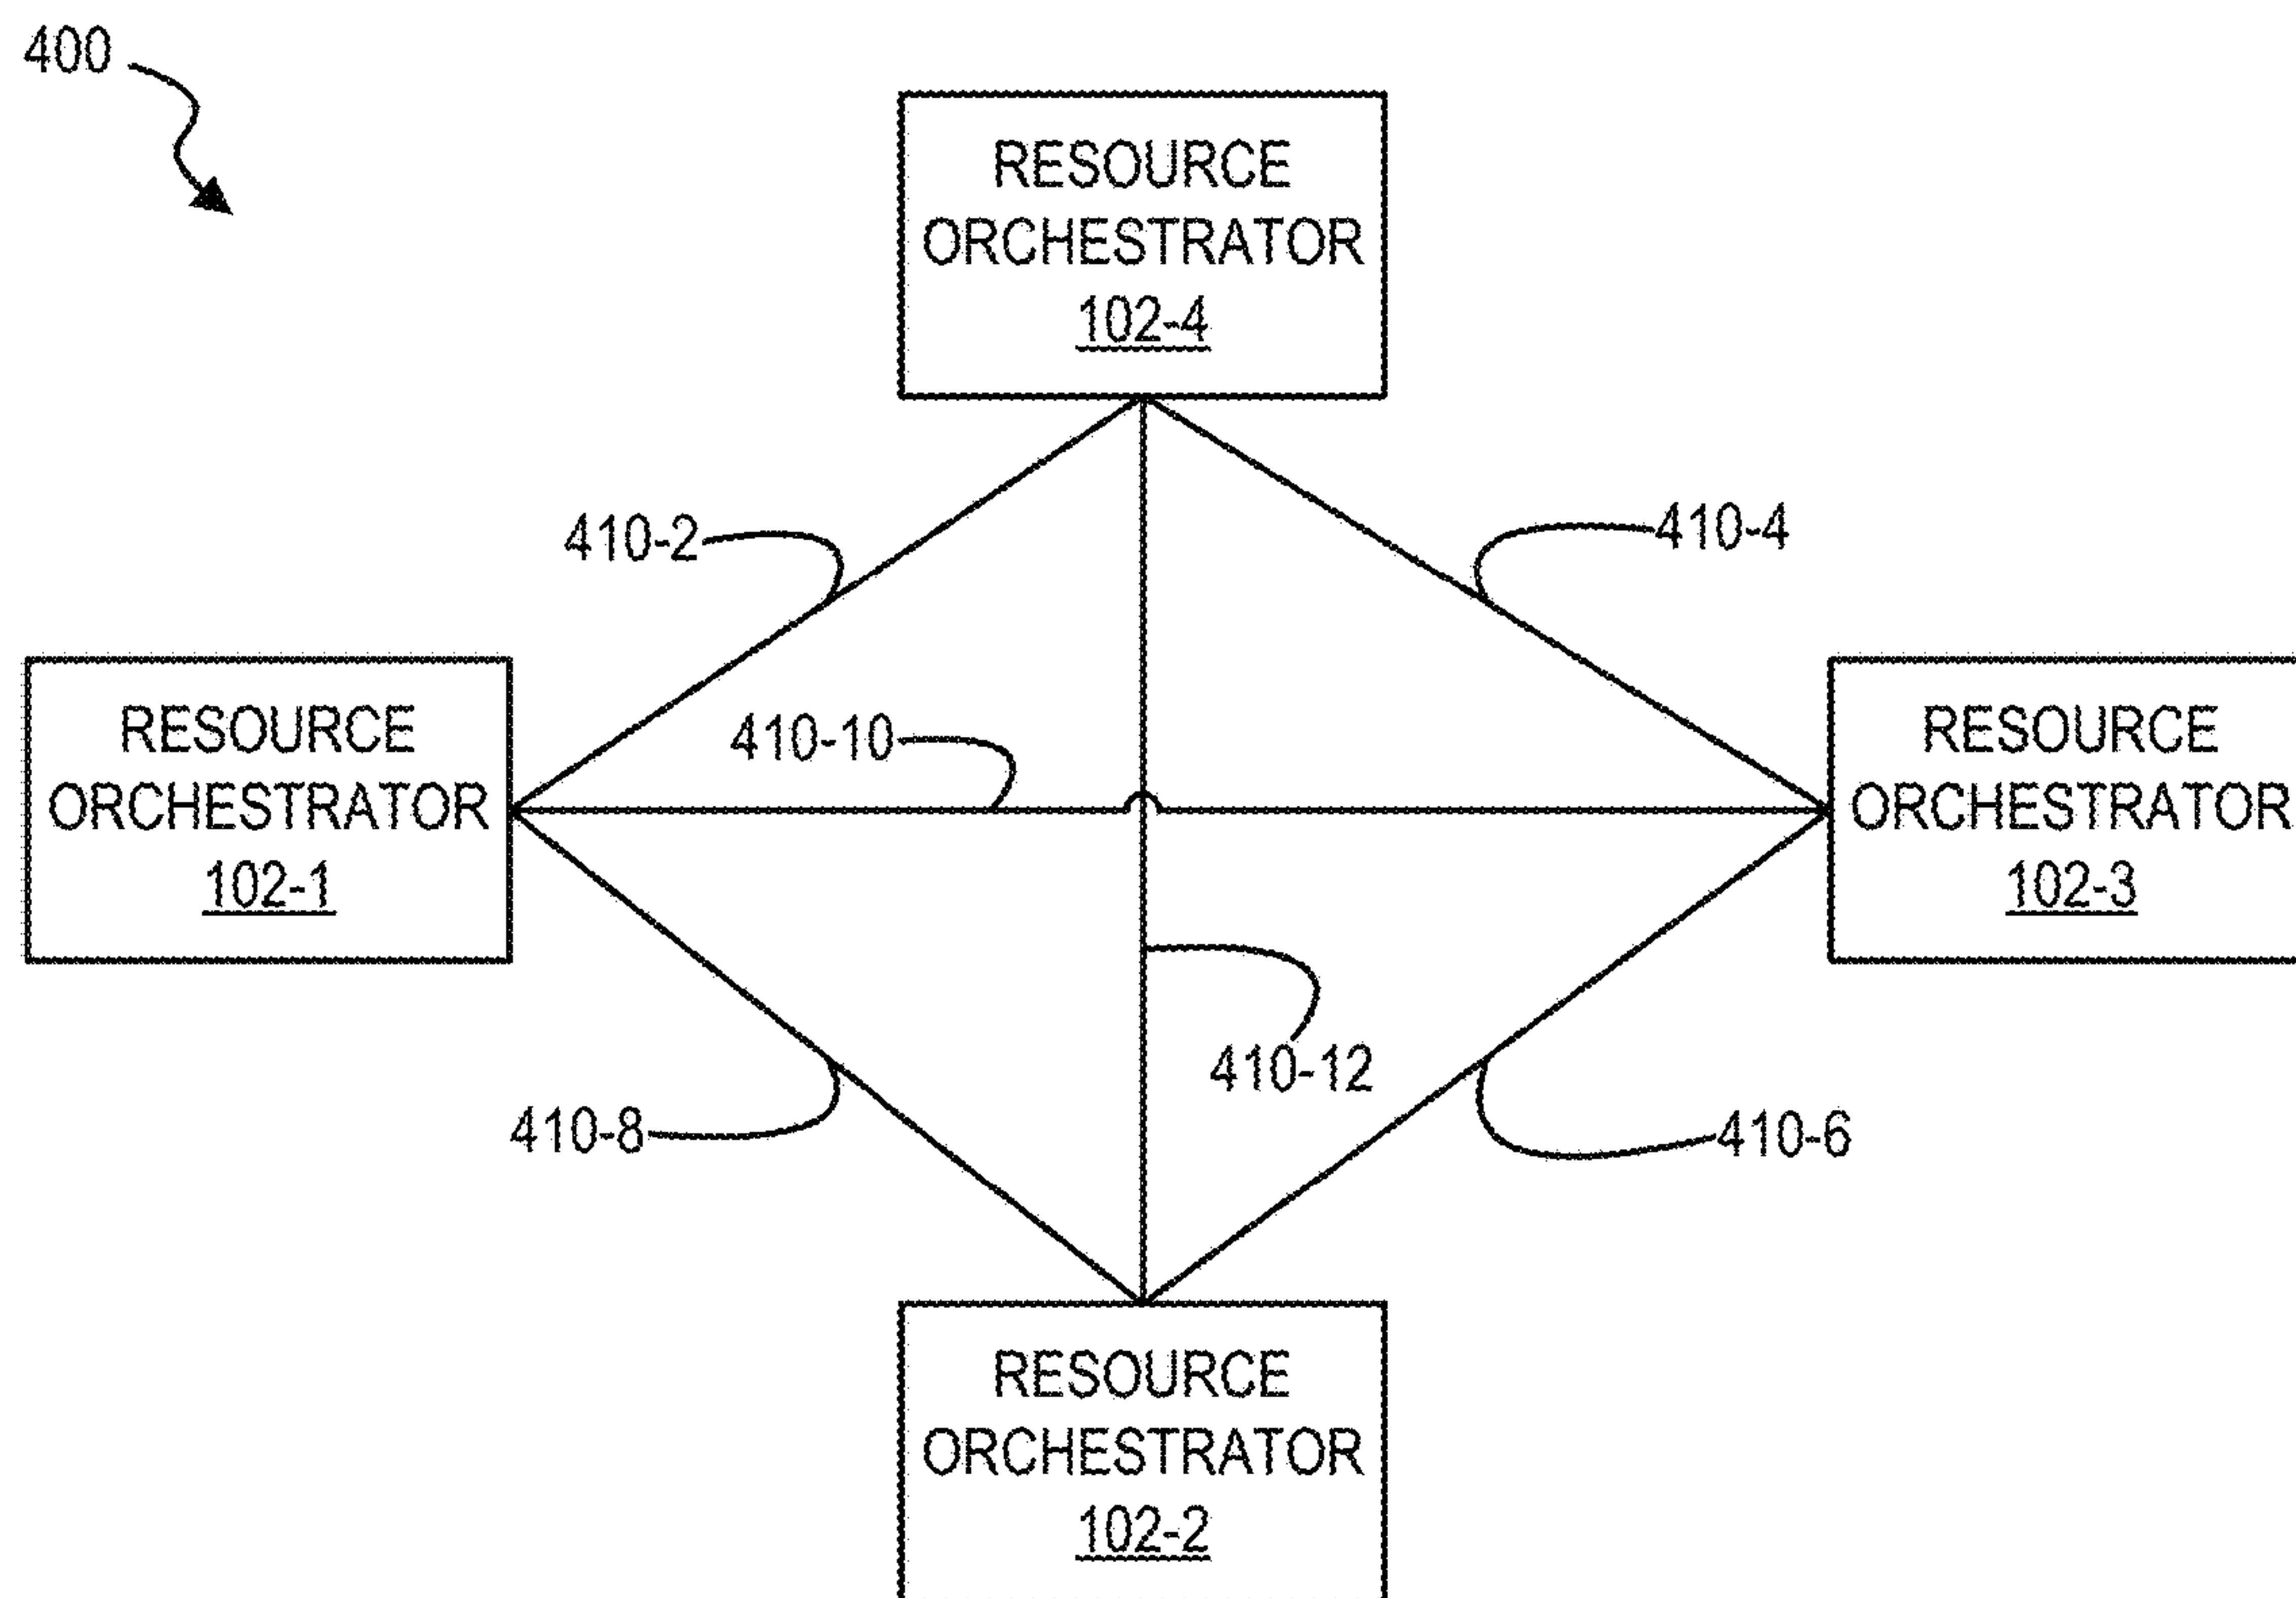 400
RESOURCE
ORCHESTRATOR
102-4
410-2
410-4
RESOURCE
ORCHESTRATOR
102-1
410-10
RESOURCE
ORCHESTRATOR
102-3
410-12
410-8
410-6
RESOURCE
ORCHESTRATOR
102-2